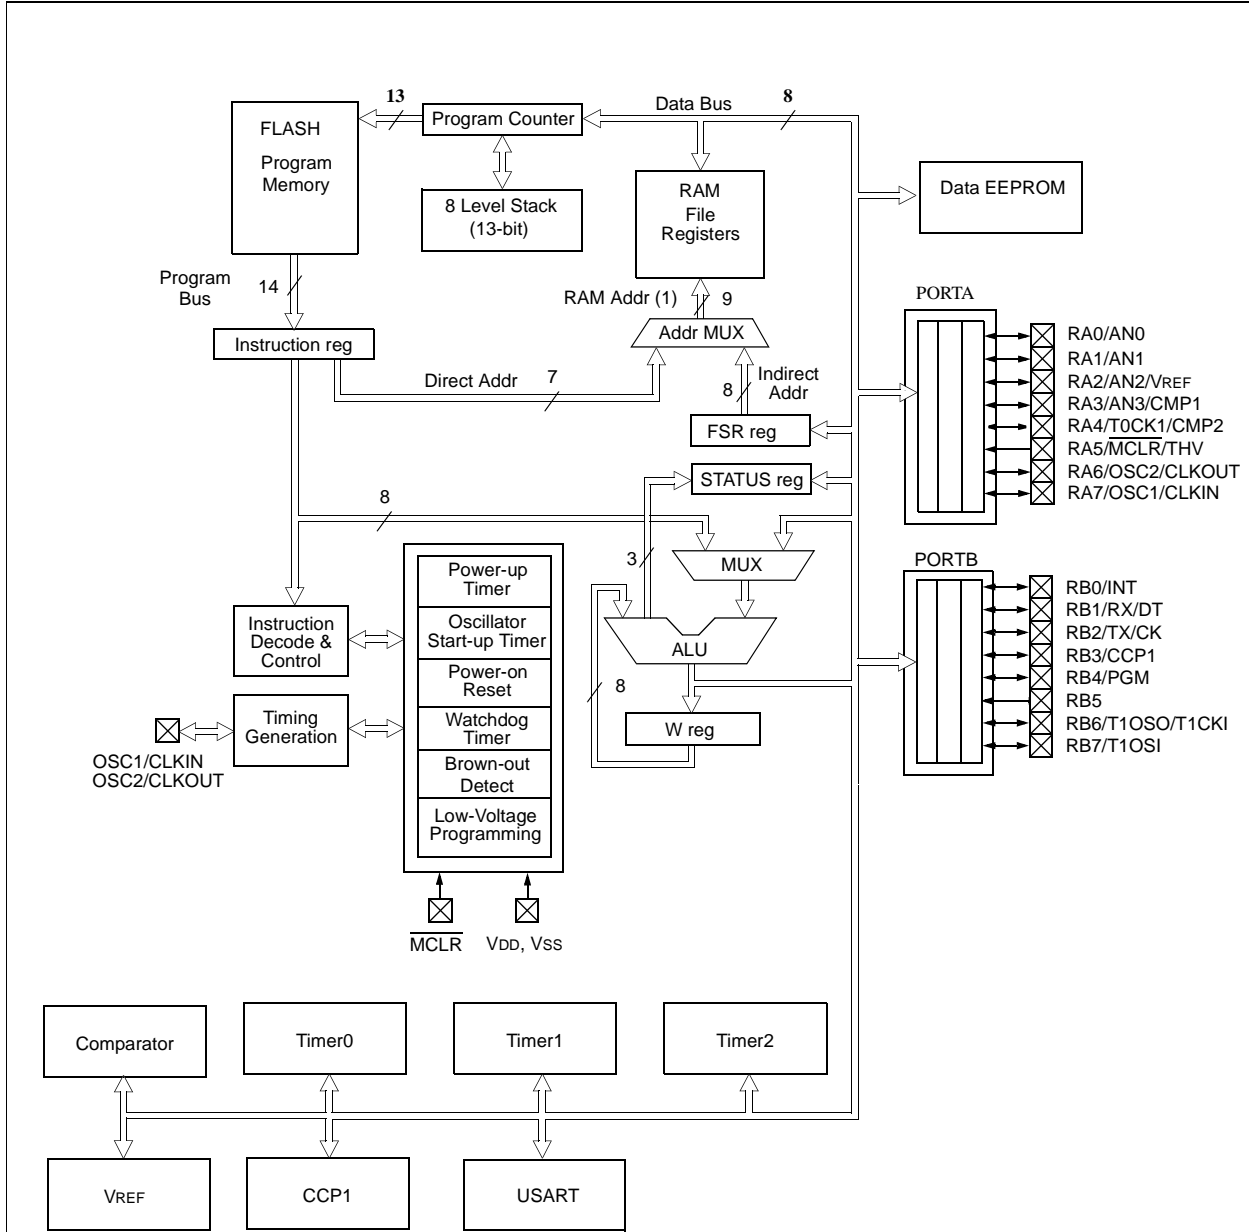 13
Data Bus
8
FLASH
Program
Memory
Program Counter
8 Level Stack
(13-bit)
RAM
File
Registers
Data EEPROM
Program
Bus
14
RAM Addr (1)
9
Addr MUX
Instruction reg
Direct Addr
7
8
Indirect
Addr
FSR reg
STATUS reg
PORTA
RA0/AN0
RA1/AN1
RA2/AN2/VREF
RA3/AN3/CMP1
RA4/T0CK1/CMP2
RA5/MCLR/THV
RA6/OSC2/CLKOUT
RA7/OSC1/CLKIN
8
3
MUX
ALU
8
W reg
Power-up
Timer
Oscillator
Start-up Timer
Power-on
Reset
Watchdog
Timer
Brown-out
Detect
Low-Voltage
Programming
Instruction
Decode &
Control
Timing
Generation
OSC1/CLKIN
OSC2/CLKOUT
MCLR
VDD, VSS
PORTB
RB0/INT
RB1/RX/DT
RB2/TX/CK
RB3/CCP1
RB4/PGM
RB5
RB6/T1OSO/T1CKI
RB7/T1OSI
Comparator
Timer0
Timer1
Timer2
VREF
CCP1
USART